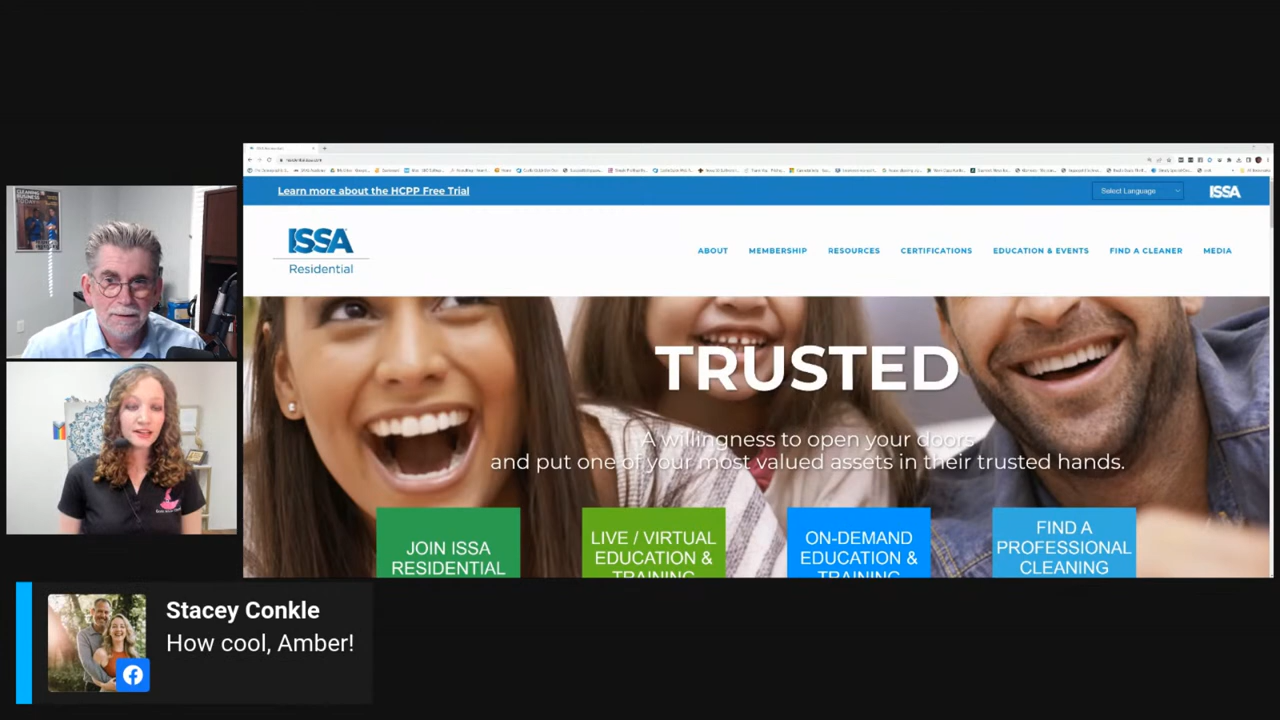 Learn more about the HCPP Free Trial
Select Language
ISSA
ISSA
Residential
ABOUT
MEMBERSHIP
RESOURCES
CERTIFICATIONS
EDUCATION & EVENTS
FIND A CLEANER
MEDIA
TRUSTED
A willingness to open your doors
and put one of your most valued assets in their trusted hands.
JOIN ISSA
RESIDENTIAL
LIVE / VIRTUAL
EDUCATION &
TRAINING
ON-DEMAND
EDUCATION &
TRAINING
FIND A
PROFESSIONAL
CLEANING
Stacey Conkle
How cool, Amber!